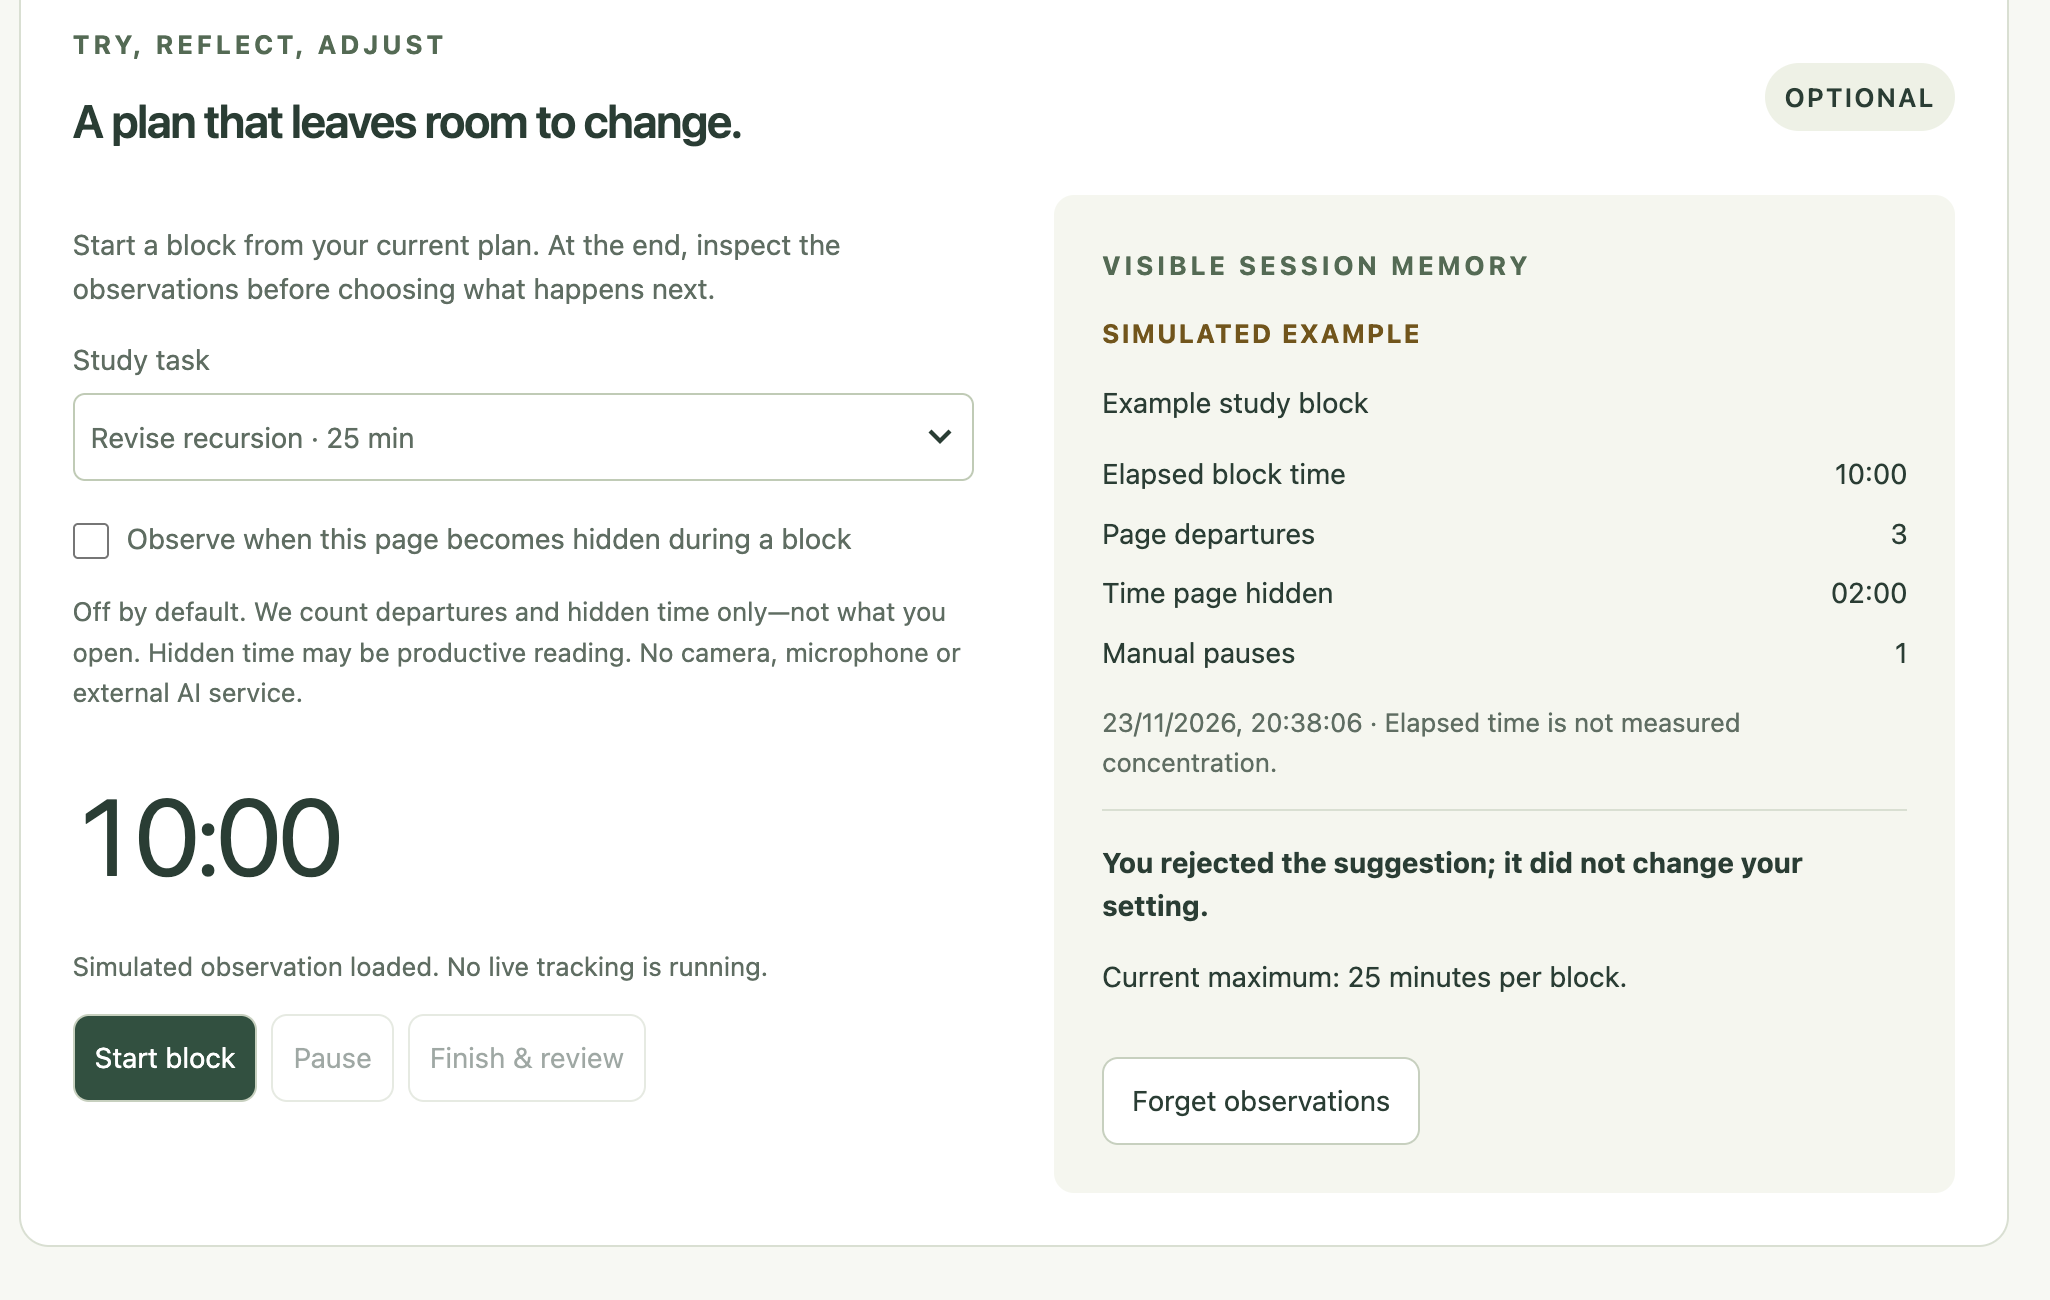 TRY, REFLECT, ADJUST
A plan that leaves room to change.
OPTIONAL
Start a block from your current plan. At the end, inspect the
observations before choosing what happens next.
Study task
Revise recursion · 25 min
Observe when this page becomes hidden during a block
Off by default. We count departures and hidden time only—not what you
open. Hidden time may be productive reading. No camera, microphone or
external AI service.
10:00
Simulated observation loaded. No live tracking is running.
Start block
Pause
Finish & review
VISIBLE SESSION MEMORY
SIMULATED EXAMPLE
Example study block
Elapsed block time 10:00
Page departures 3
Time page hidden 02:00
Manual pauses 1
23/11/2026, 20:38:06 · Elapsed time is not measured
concentration.
You rejected the suggestion; it did not change your
setting.
Current maximum: 25 minutes per block.
Forget observations